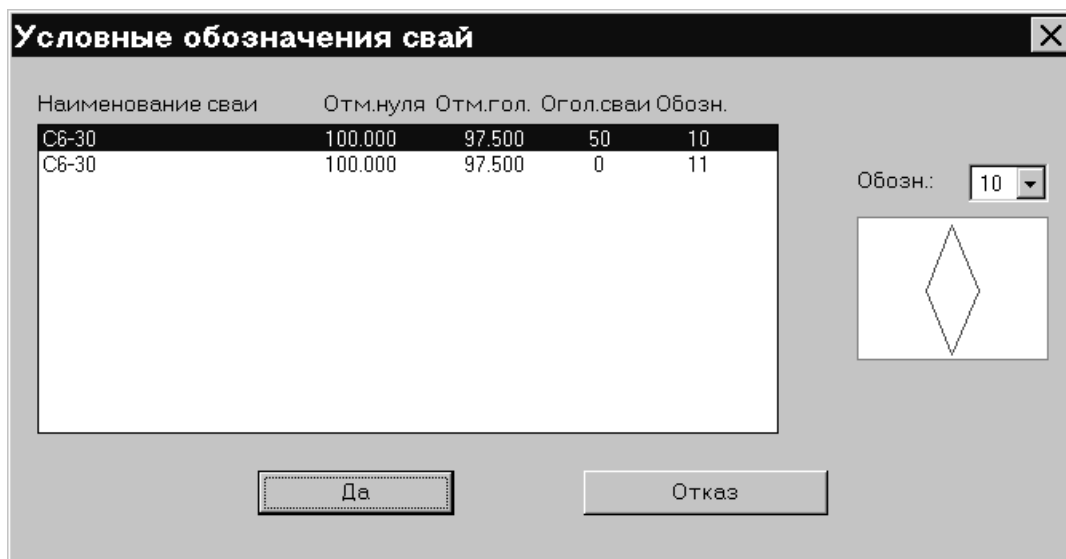 Условные обозначения свай
Наименование сваи Отм.нуля Отм.гол. Огол.сваи Обозн.
С6-30 100.000 97.500 50 10
С6-30 100.000 97.500 0 11
Обозн.: 10
Да Отказ